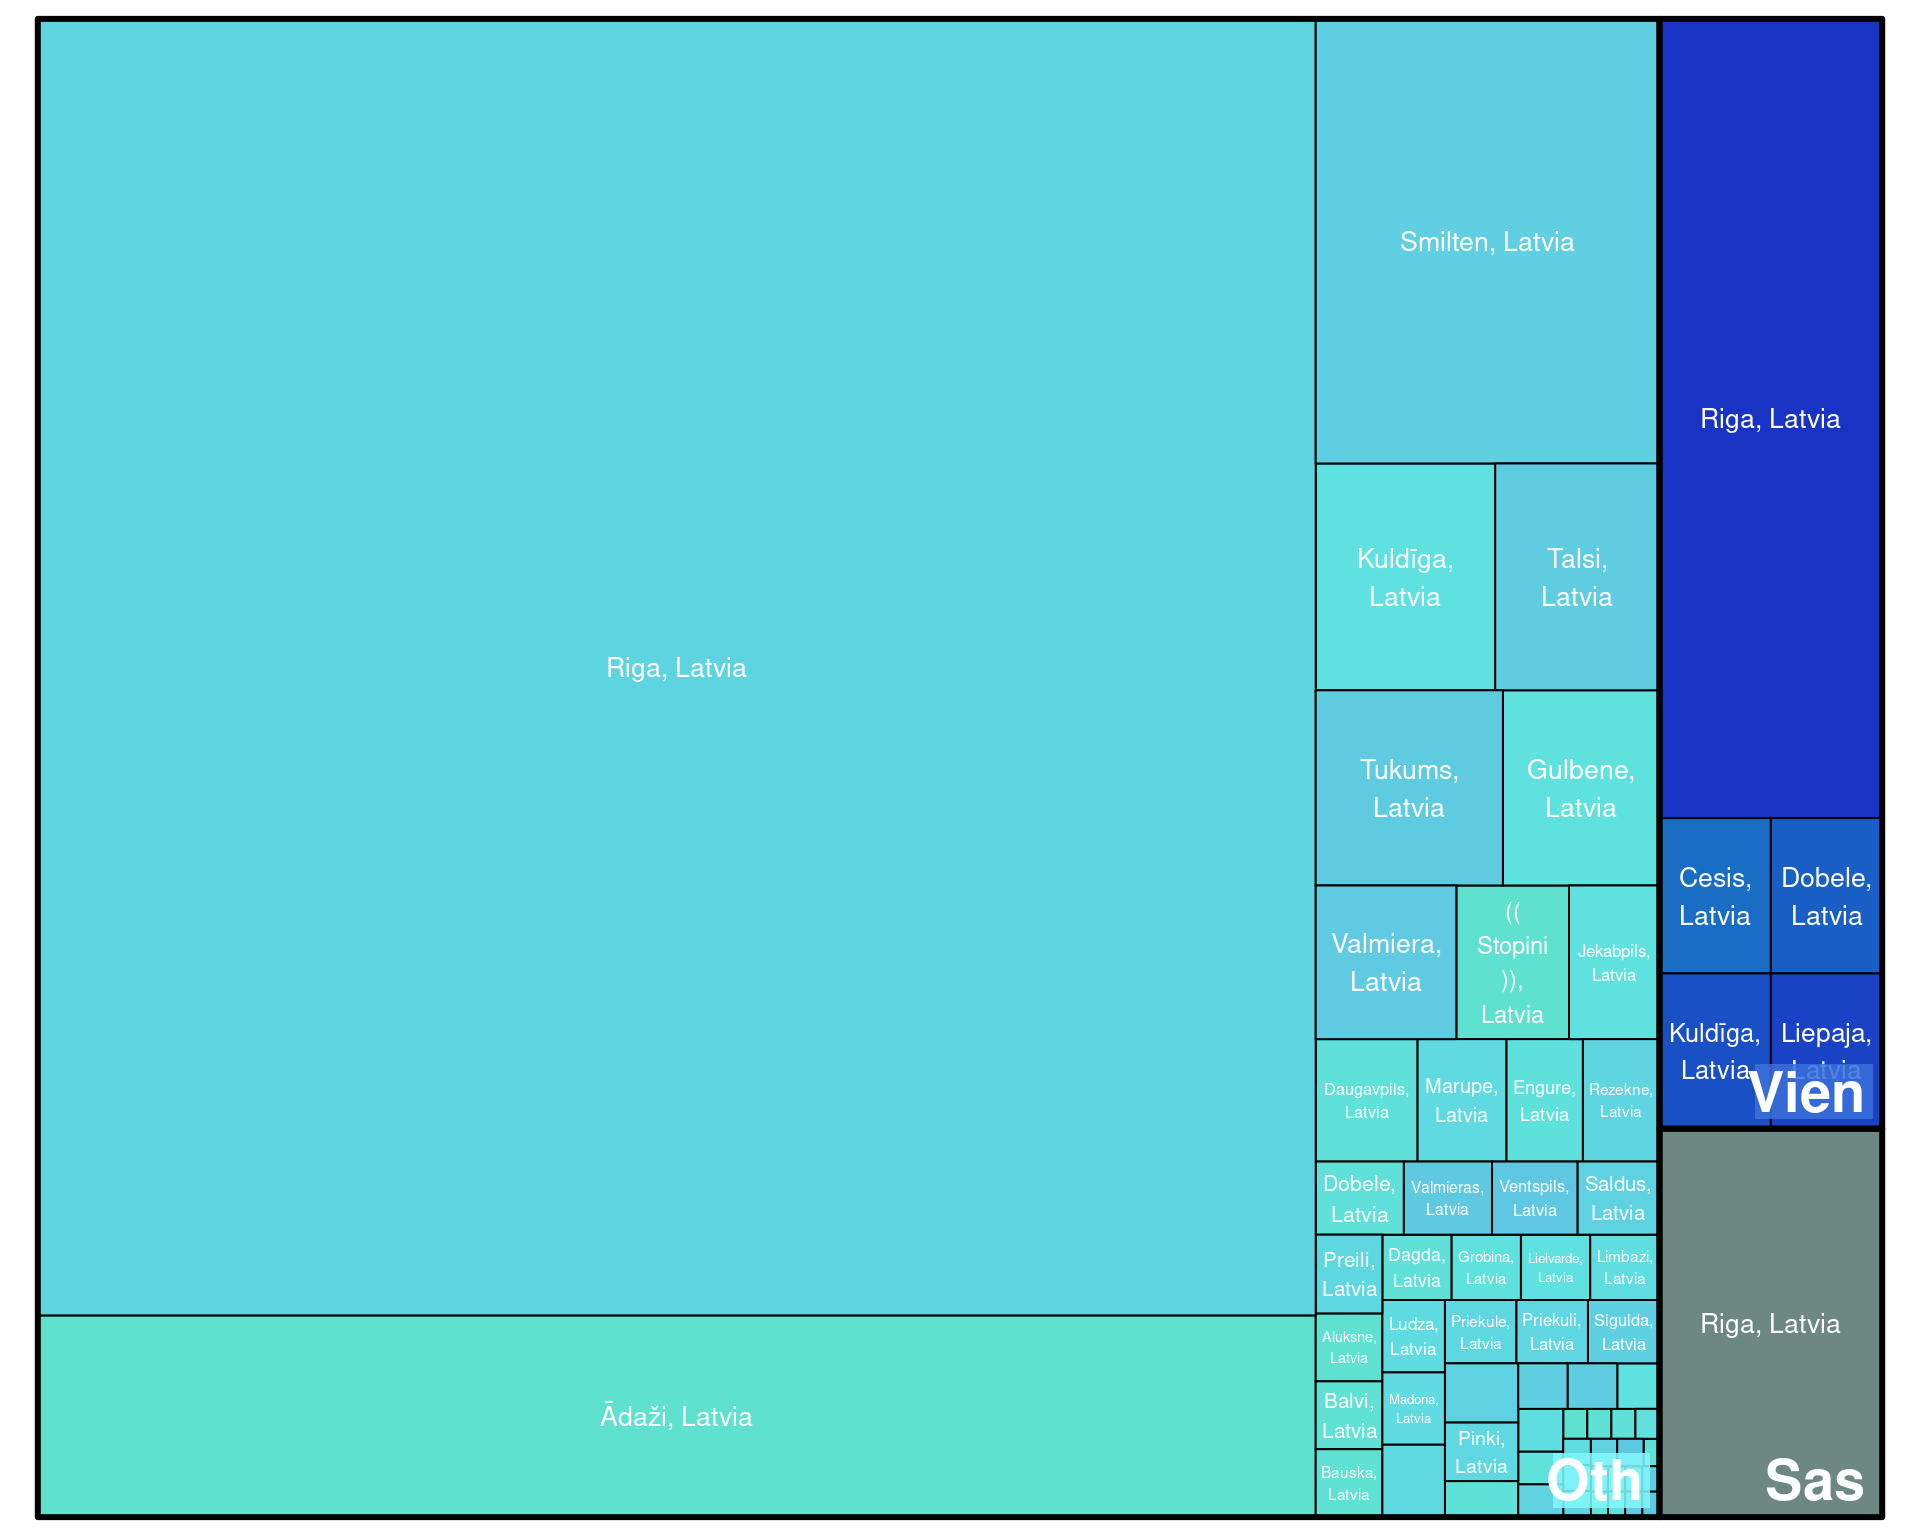 Riga, Latvia
Ādaži, Latvia
Smilten, Latvia
Kuldīga,
Latvia
Talsi,
Latvia
Tukums,
Latvia
Gulbene,
Latvia
Valmiera,
Latvia
((
Stopini
)),
Latvia
Jekabpils,
Latvia
Daugavpils,
Latvia
Marupe,
Latvia
Engure,
Latvia
Rezekne,
Latvia
Dobele,
Latvia
Valmieras,
Latvia
Ventspils,
Latvia
Saldus,
Latvia
Preili,
Latvia
Dagda,
Latvia
Grobina,
Latvia
Lielvarde,
Latvia
Limbazi,
Latvia
Aluksne,
Latvia
Ludza,
Latvia
Priekule,
Latvia
Priekuli,
Latvia
Sigulda,
Latvia
Balvi,
Latvia
Madona,
Latvia
Pinki,
Latvia
Bauska,
Latvia
Oth
Riga, Latvia
Cesis,
Latvia
Dobele,
Latvia
Kuldīga,
Latvia
Liepaja,
Latvia
Vien
Riga, Latvia
Sas